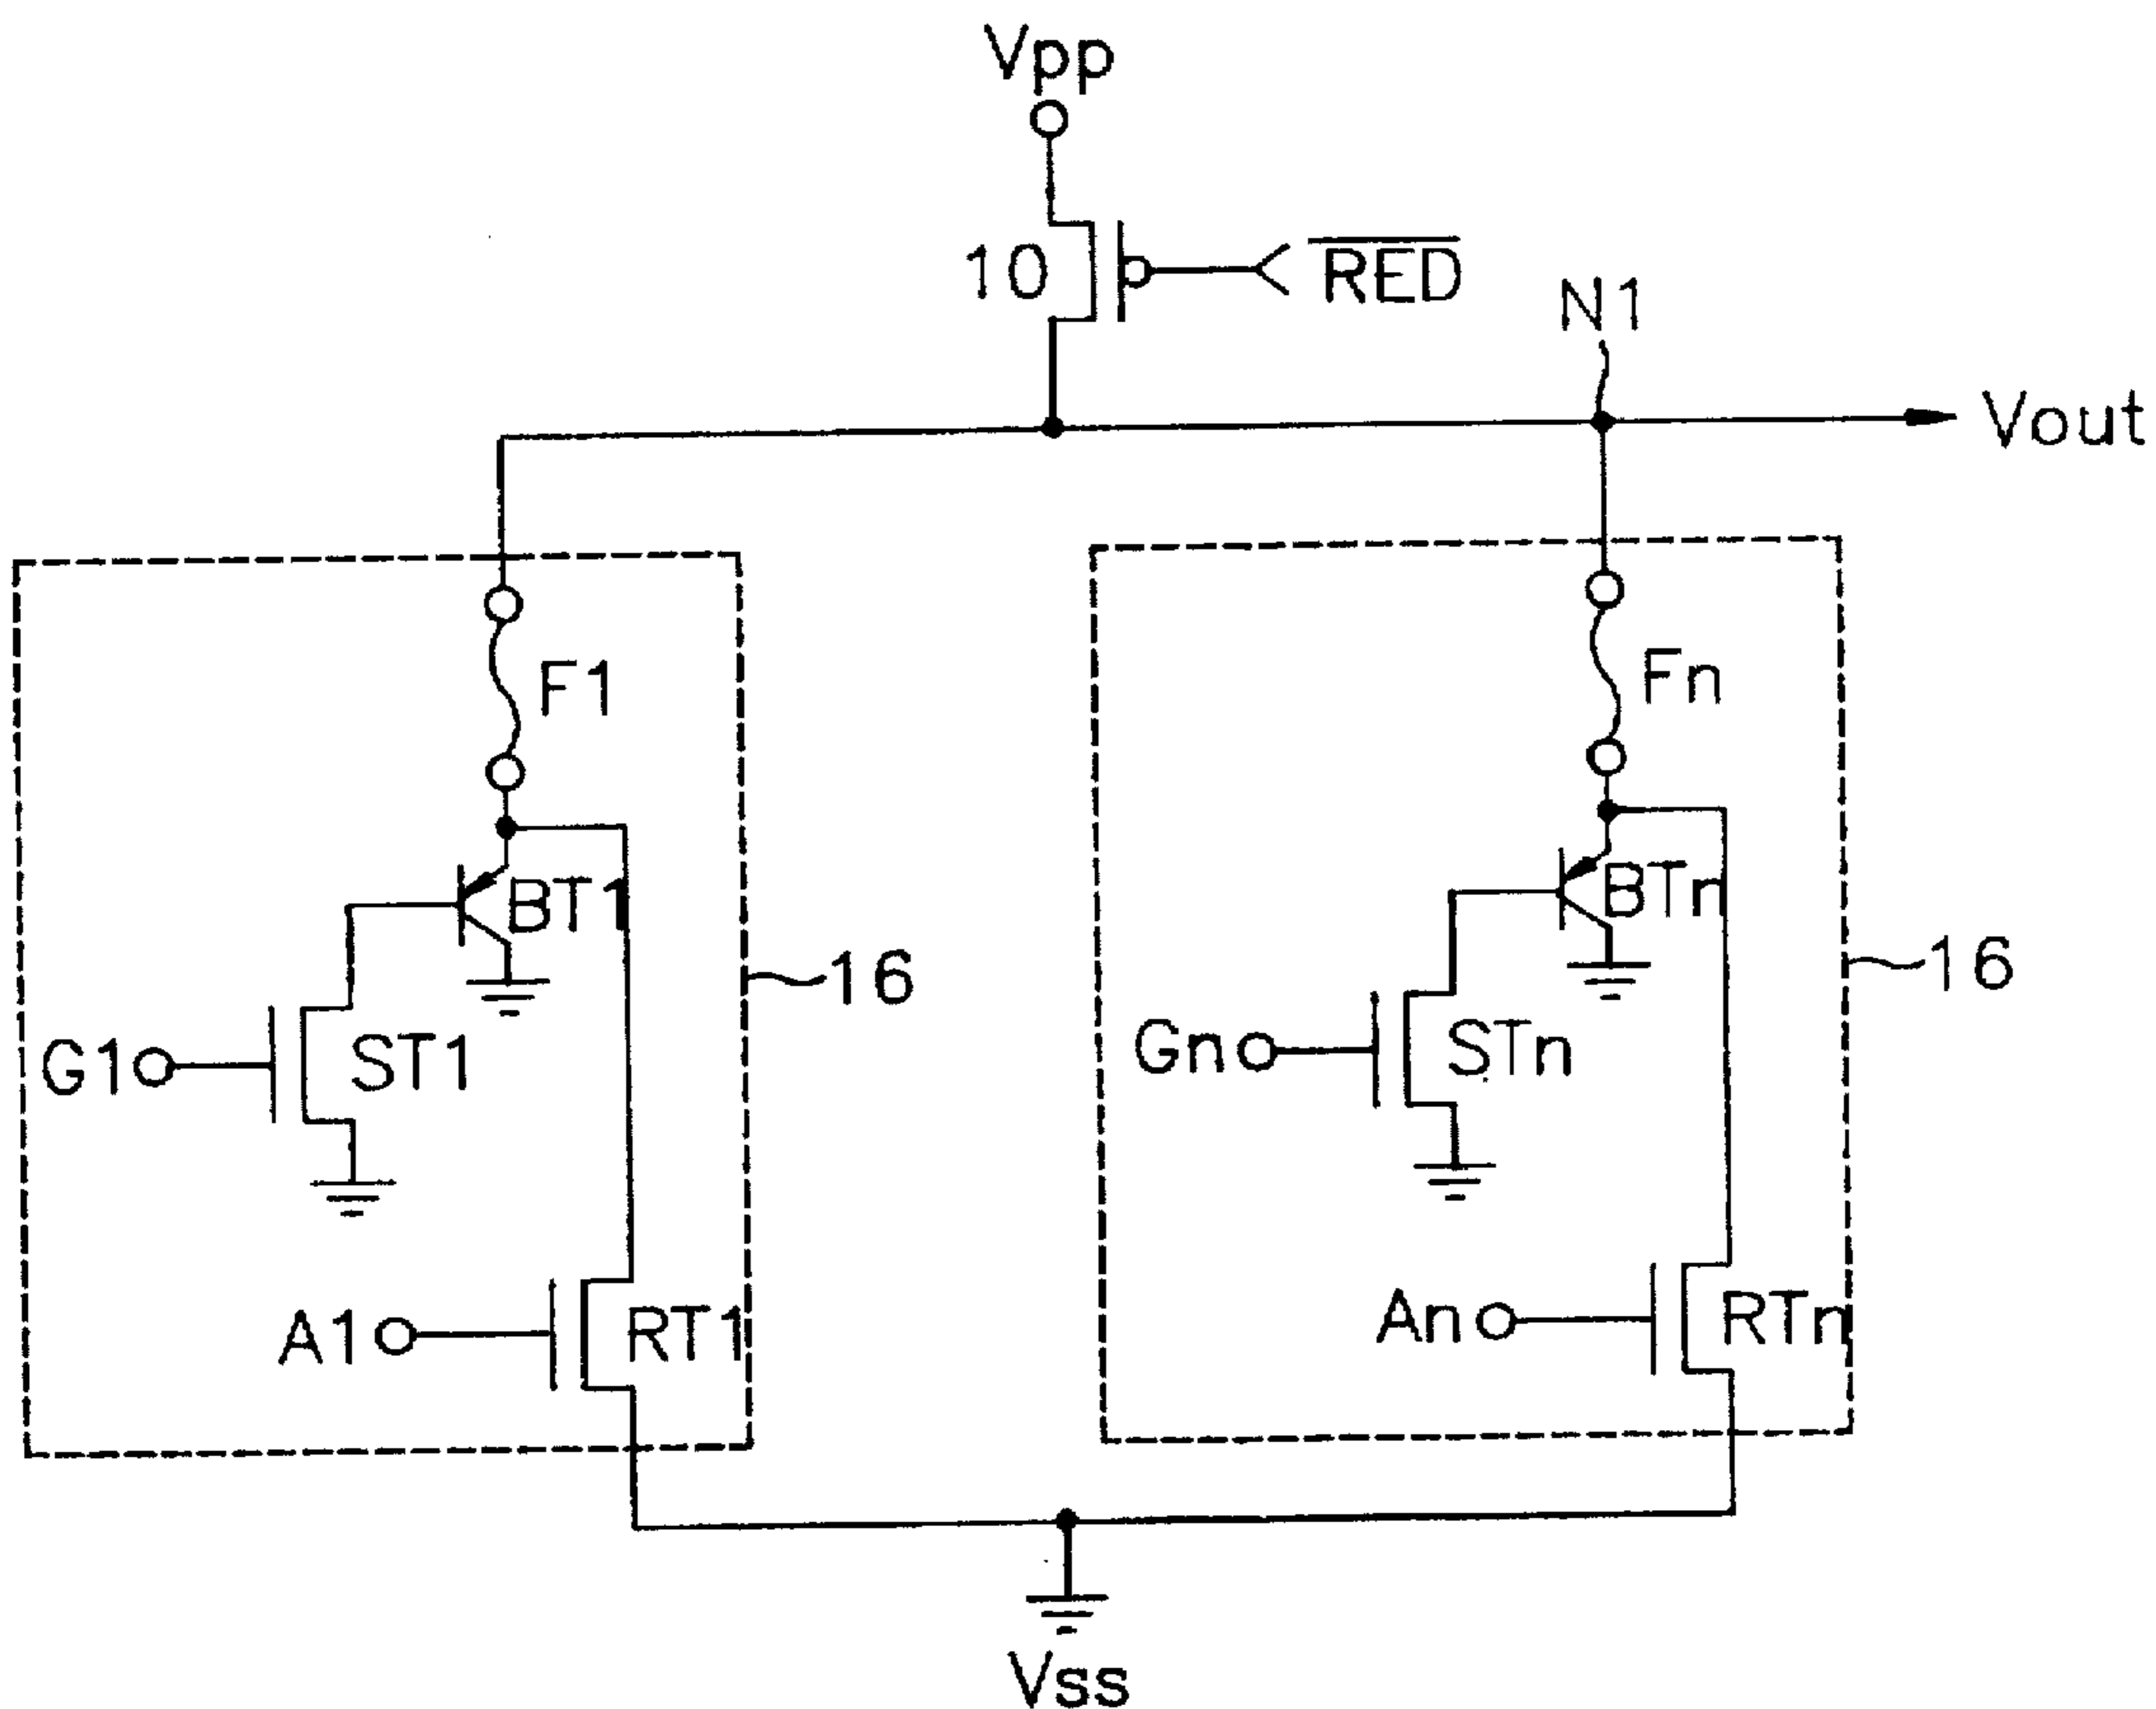 Vpp
10
RED
N1
Vout
F1
Fn
BT1
BTn
16
16
G1
ST1
Gn
STn
A1
RT1
An
RTn
Vss